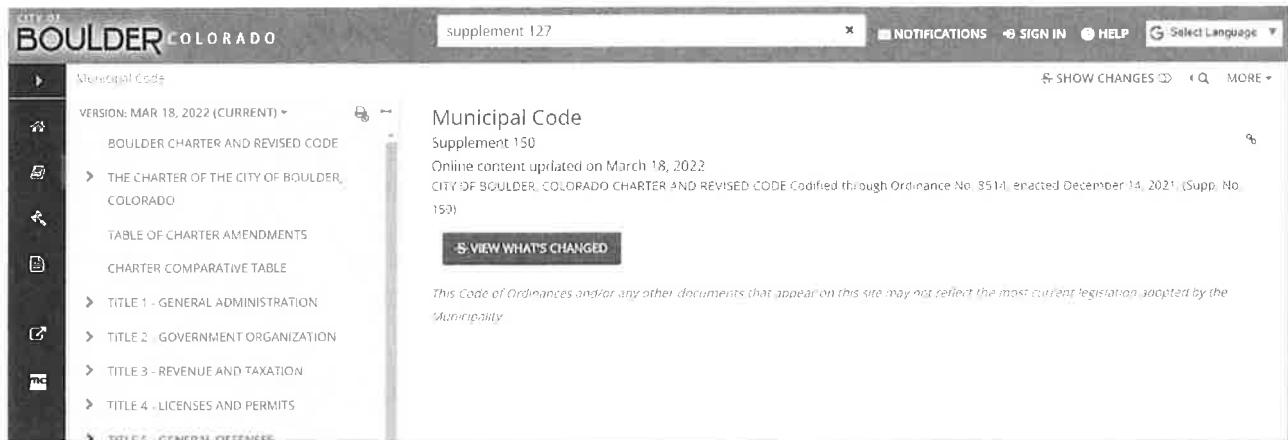 CITY OF
BOULDER COLORADO
supplement 127 ×
NOTIFICATIONS SIGN IN HELP G Select Language ▼
Municipal Code
S SHOW CHANGES MORE
VERSION: MAR 18, 2022 (CURRENT)
BOULDER CHARTER AND REVISED CODE
THE CHARTER OF THE CITY OF BOULDER,
COLORADO
TABLE OF CHARTER AMENDMENTS
CHARTER COMPARATIVE TABLE
TITLE 1 - GENERAL ADMINISTRATION
TITLE 2 - GOVERNMENT ORGANIZATION
TITLE 3 - REVENUE AND TAXATION
TITLE 4 - LICENSES AND PERMITS
TITLE 5 - GENERAL OFFENSES
mc
Municipal Code
Supplement 150
Online content updated on March 18, 2022
CITY OF BOULDER, COLORADO CHARTER AND REVISED CODE Codified through Ordinance No. 8514, enacted December 14, 2021. (Supp. No.
150)
S VIEW WHAT'S CHANGED
This Code of Ordinances and/or any other documents that appear on this site may not reflect the most current legislation adopted by the
Municipality.